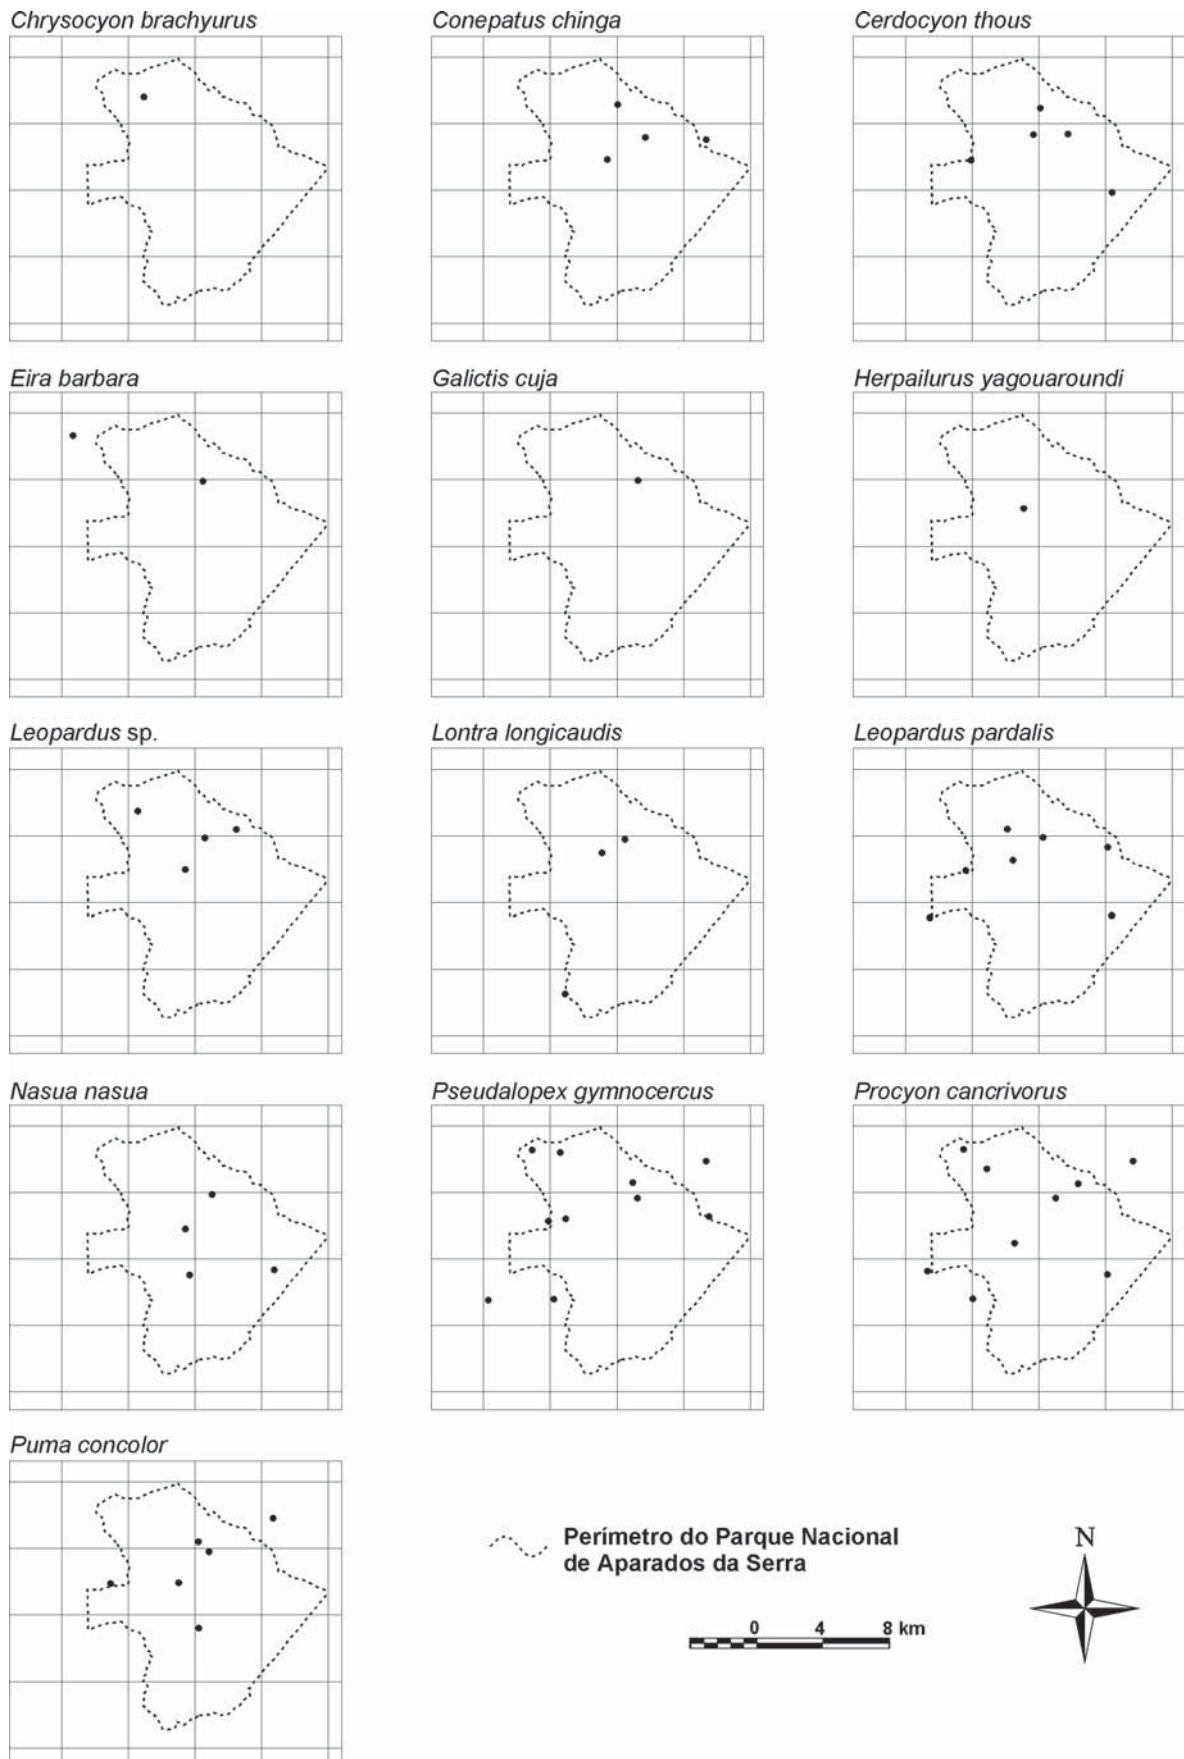 Chrysocyon brachyurus
Conepatus chinga
Cerdocyon thous
Eira barbara
Galictis cuja
Herpailurus yagouaroundi
Leopardus sp.
Lontra longicaudis
Leopardus pardalis
Nasua nasua
Pseudalopex gymnocercus
Procyon cancrivorus
Puma concolor
Perímetro do Parque Nacional
de Aparados da Serra
N
0 4 8 km